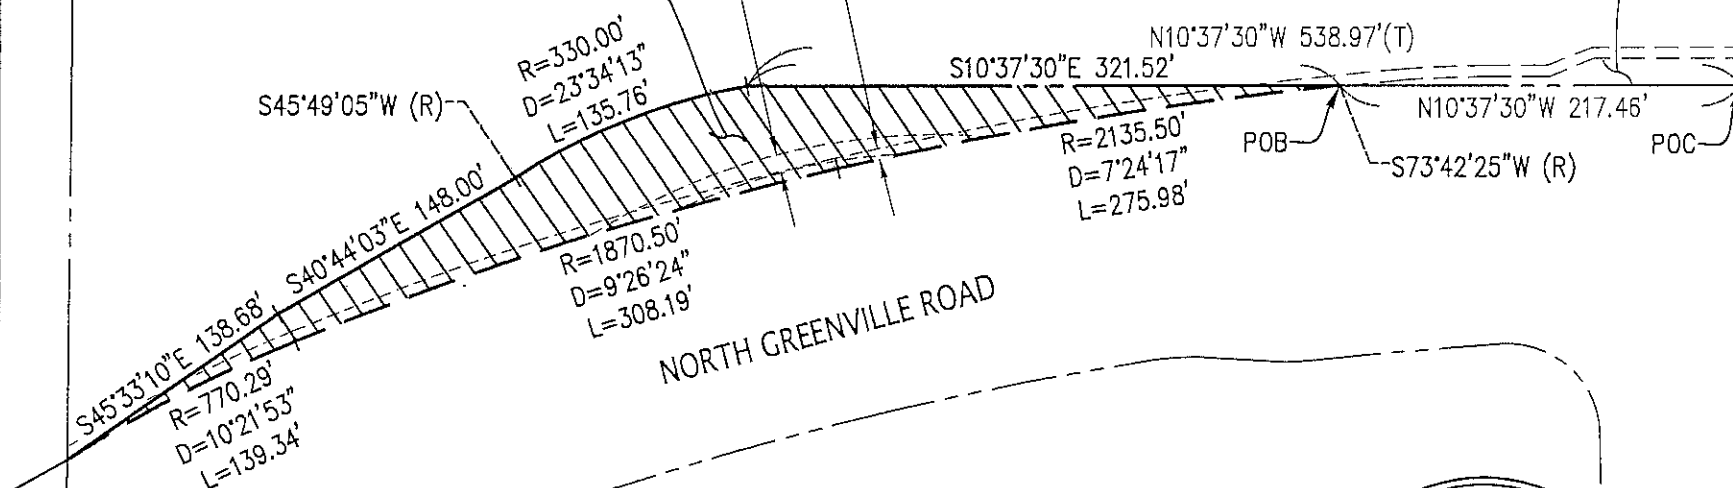 R=330.00'
D=23°34'13"
L=135.76'
N10°37'30"W 538.97'(T)
S10°37'30"E 321.52'
S45°49'05"W (R)
N10°37'30"W 217.46'
R=2135.50'
D=7°24'17"
L=275.98'
POB
POC
S73°42'25"W (R)
S40°44'03"E 148.00'
R=1870.50'
D=9°26'24"
L=308.19'
NORTH GREENVILLE ROAD
S45°33'10"E 138.68'
R=770.29'
D=10°21'53"
L=139.34'